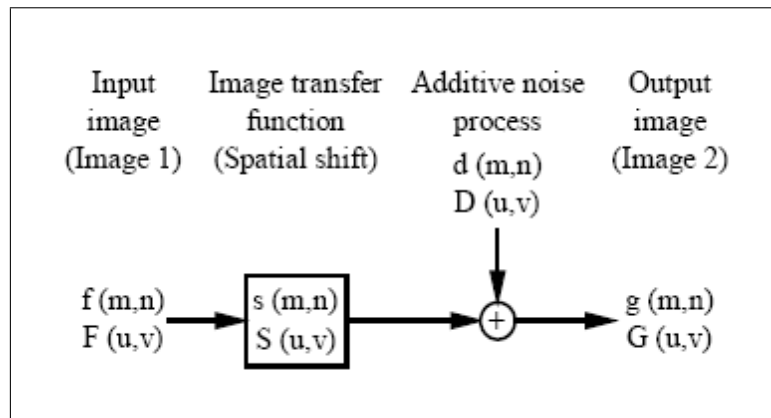 Input image (Image 1)
Image transfer function (Spatial shift)
Additive noise process
d (m,n)
D (u,v)
Output image (Image 2)
f (m,n)
F (u,v)
s (m,n)
S (u,v)
+
g (m,n)
G (u,v)